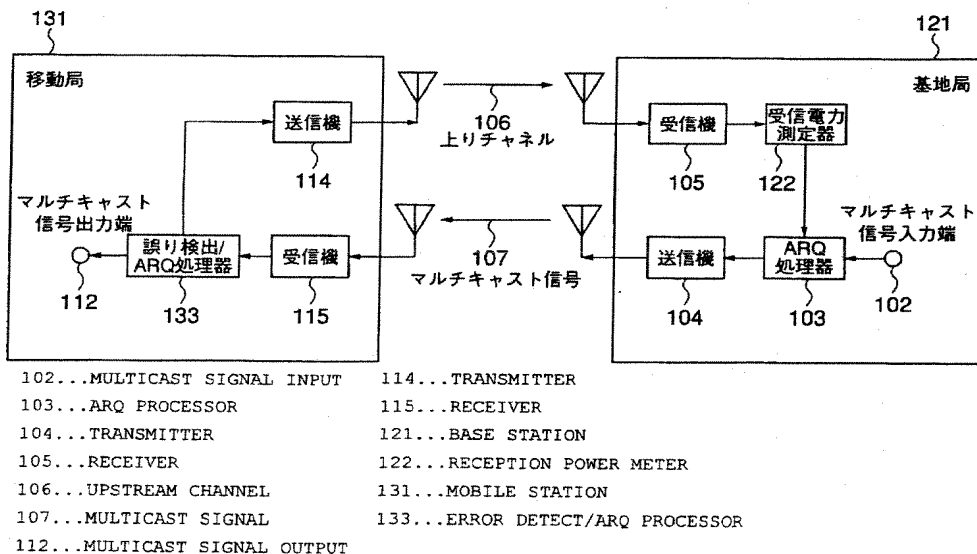 131
121
移動局
基地局
送信機
114
106
上りチャネル
受信機
105
受信電力
測定器
122
マルチキャスト
信号出力端
112
誤り検出/
ARQ処理器
133
受信機
115
107
マルチキャスト信号
送信機
104
ARQ
処理器
103
マルチキャスト
信号入力端
102
102...MULTICAST SIGNAL INPUT
103...ARQ PROCESSOR
104...TRANSMITTER
105...RECEIVER
106...UPSTREAM CHANNEL
107...MULTICAST SIGNAL
112...MULTICAST SIGNAL OUTPUT
114...TRANSMITTER
115...RECEIVER
121...BASE STATION
122...RECEPTION POWER METER
131...MOBILE STATION
133...ERROR DETECT/ARQ PROCESSOR